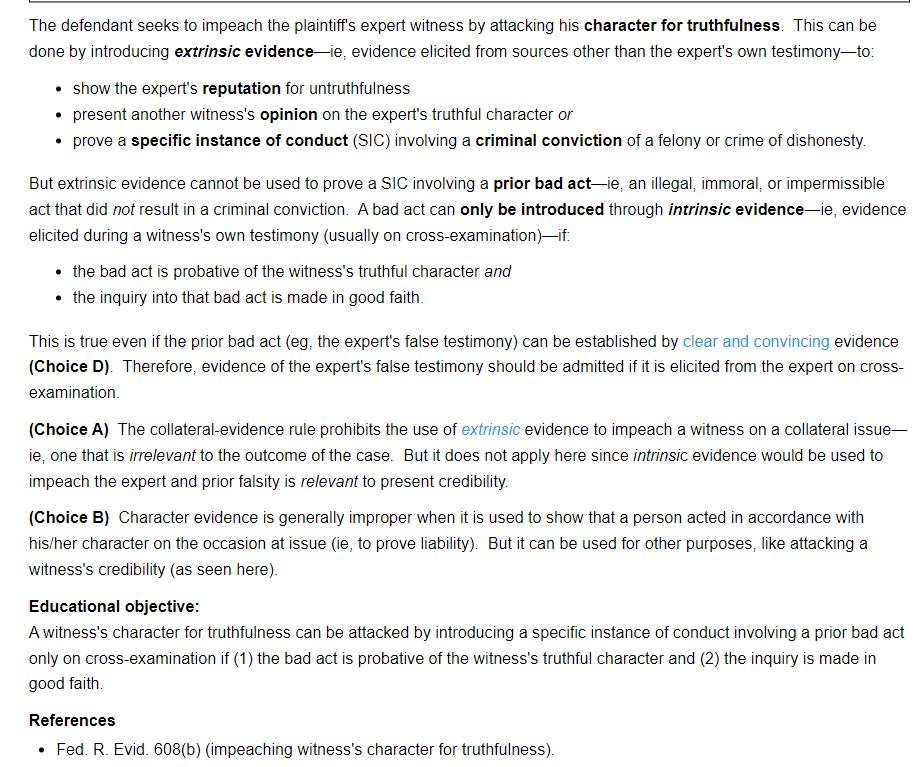 The defendant seeks to impeach the plaintiff's expert witness by attacking his character for truthfulness.  This can be
done by introducing extrinsic evidence—ie, evidence elicited from sources other than the expert's own testimony—to:
• show the expert's reputation for untruthfulness
• present another witness's opinion on the expert's truthful character or
• prove a specific instance of conduct (SIC) involving a criminal conviction of a felony or crime of dishonesty.
But extrinsic evidence cannot be used to prove a SIC involving a prior bad act—ie, an illegal, immoral, or impermissible
act that did not result in a criminal conviction.  A bad act can only be introduced through intrinsic evidence—ie, evidence
elicited during a witness's own testimony (usually on cross-examination)—if:
• the bad act is probative of the witness's truthful character and
• the inquiry into that bad act is made in good faith.
This is true even if the prior bad act (eg, the expert's false testimony) can be established by clear and convincing evidence
(Choice D).  Therefore, evidence of the expert's false testimony should be admitted if it is elicited from the expert on cross-
examination.
(Choice A)  The collateral-evidence rule prohibits the use of extrinsic evidence to impeach a witness on a collateral issue—
ie, one that is irrelevant to the outcome of the case.  But it does not apply here since intrinsic evidence would be used to
impeach the expert and prior falsity is relevant to present credibility.
(Choice B)  Character evidence is generally improper when it is used to show that a person acted in accordance with
his/her character on the occasion at issue (ie, to prove liability).  But it can be used for other purposes, like attacking a
witness's credibility (as seen here).
Educational objective:
A witness's character for truthfulness can be attacked by introducing a specific instance of conduct involving a prior bad act
only on cross-examination if (1) the bad act is probative of the witness's truthful character and (2) the inquiry is made in
good faith.
References
• Fed. R. Evid. 608(b) (impeaching witness's character for truthfulness).